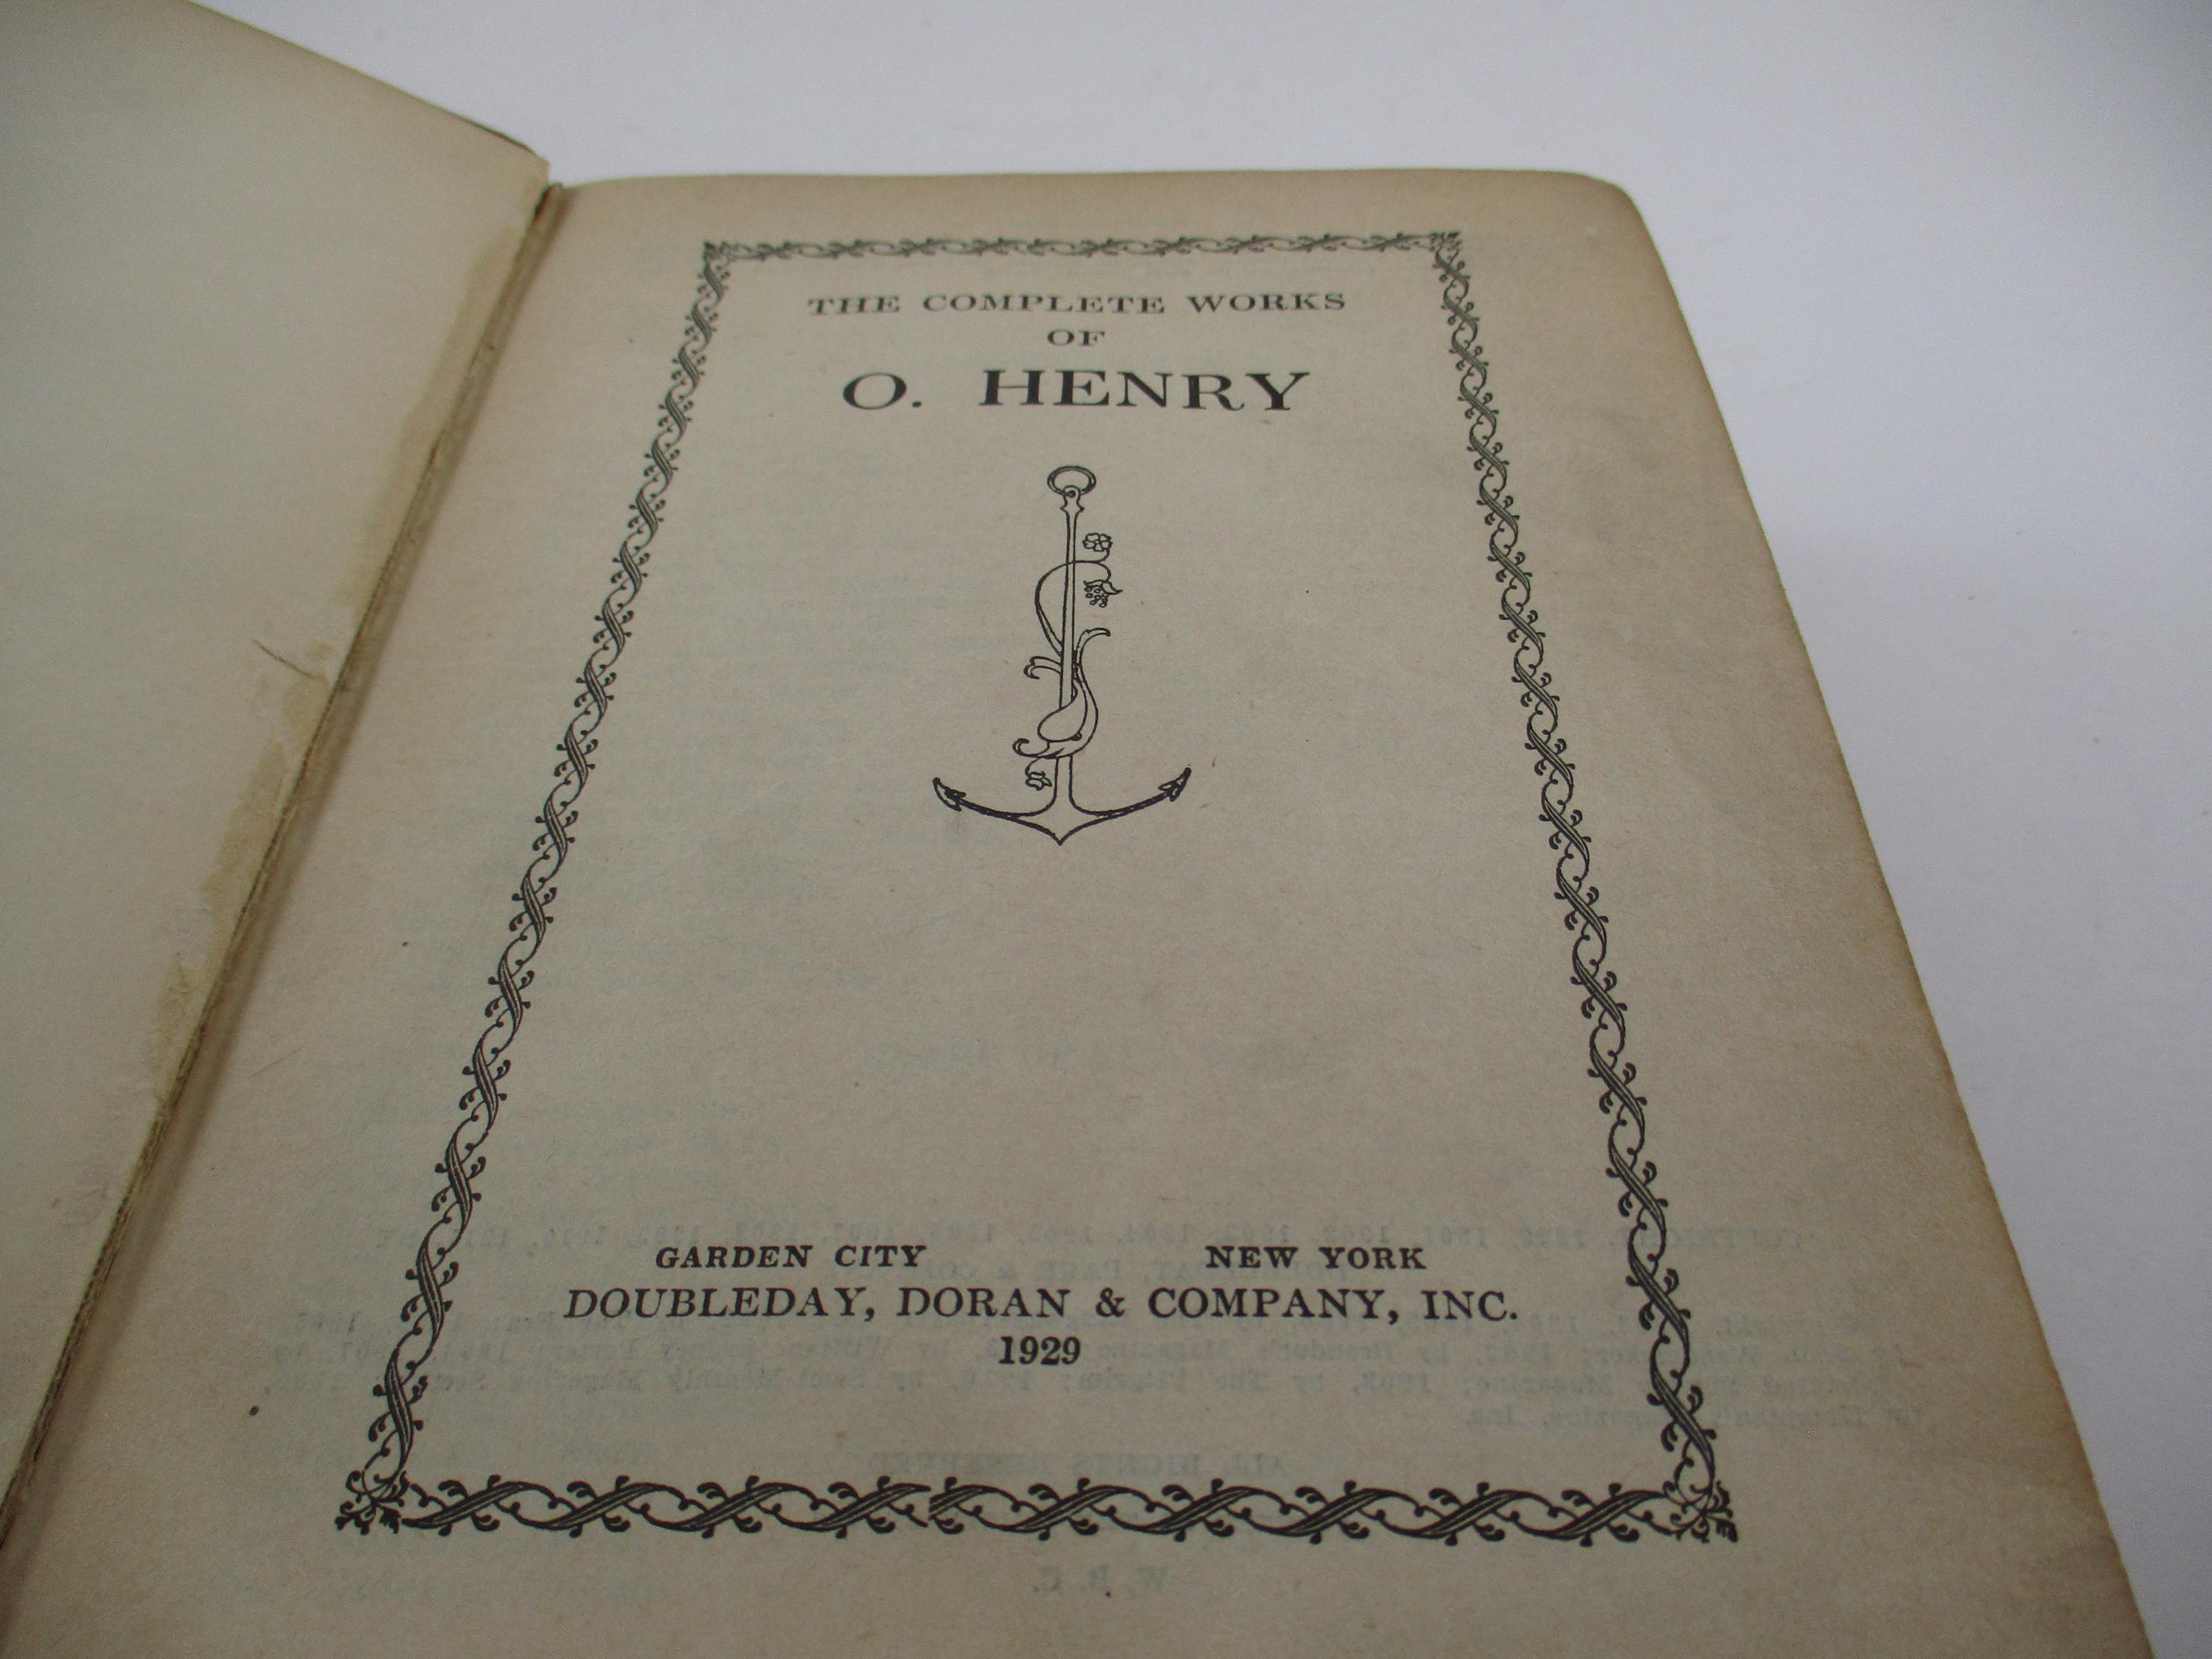 THE COMPLETE WORKS
OF
O. HENRY
GARDEN CITY NEW YORK
DOUBLEDAY, DORAN & COMPANY, INC.
1929